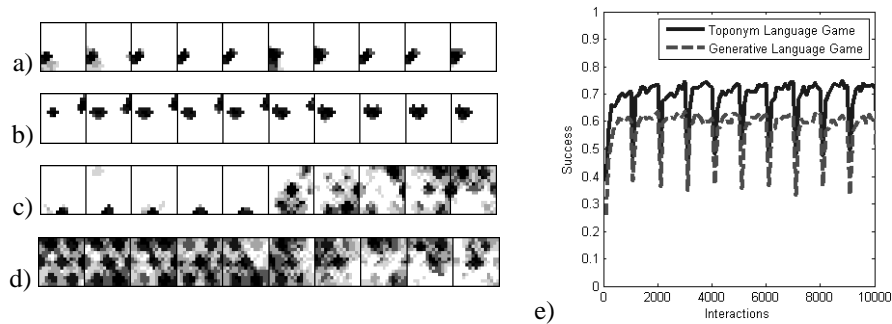 a)
b)
c)
d)
e)
Success
1
0.9
0.8
0.7
0.6
0.5
0.4
0.3
0.2
0.1
0
Toponym Language Game
Generative Language Game
0 2000 4000 6000 8000 10000
Interactions